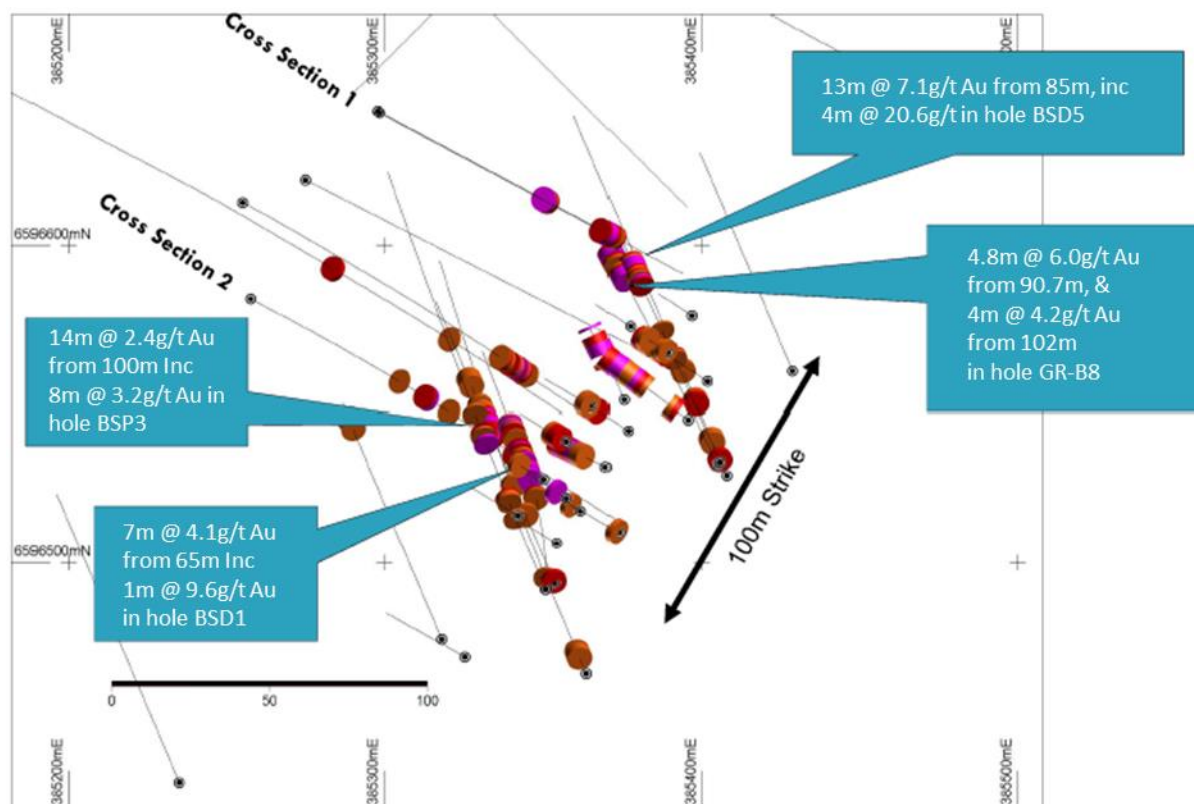 385200mE
385300mE
385400mE
Cross Section 1
13m @ 7.1g/t Au from 85m, inc
4m @ 20.6g/t in hole BSD5
6596600mN
Cross Section 2
4.8m @ 6.0g/t Au
from 90.7m, &
4m @ 4.2g/t Au
from 102m
in hole GR-B8
14m @ 2.4g/t Au
from 100m Inc
8m @ 3.2g/t Au in
hole BSP3
100m Strike
6596500mN
7m @ 4.1g/t Au
from 65m Inc
1m @ 9.6g/t Au
in hole BSD1
0
50
100
385200mE
385300mE
385400mE
385500mE